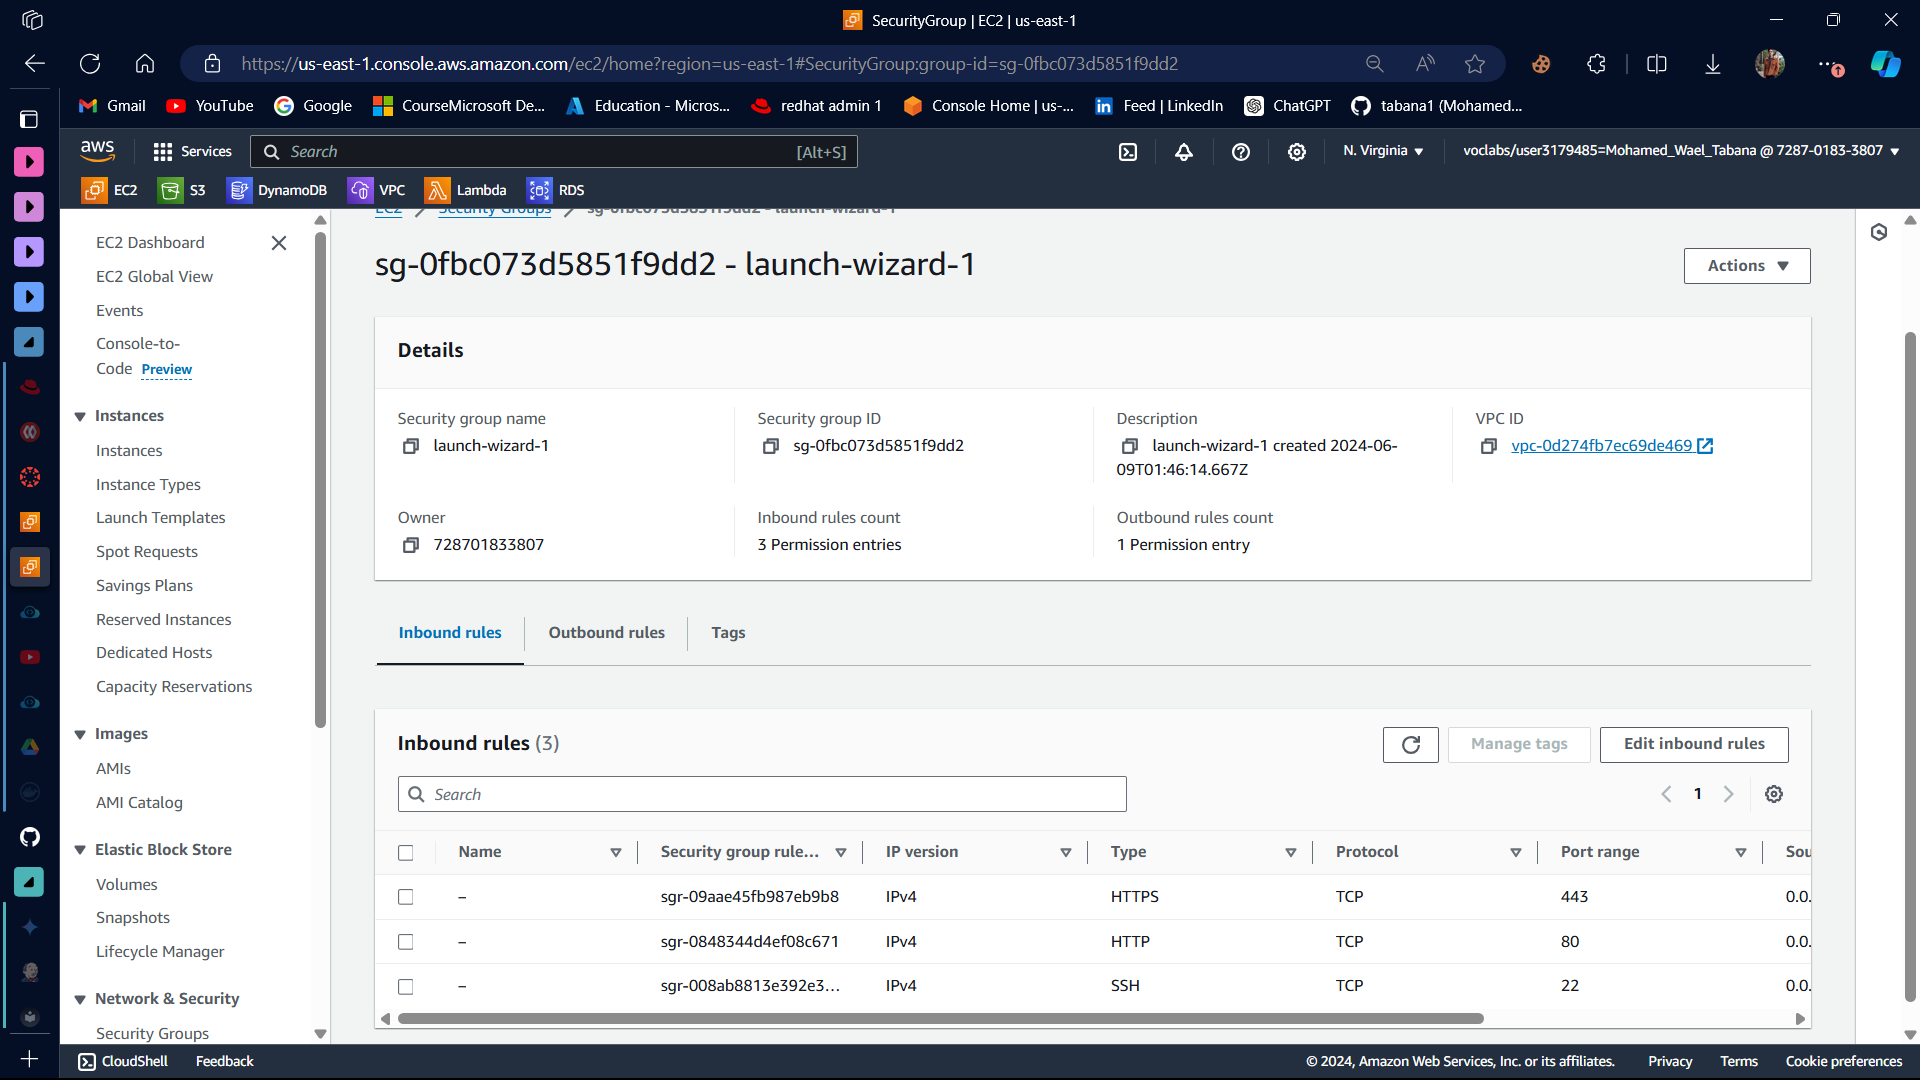 SecurityGroup | EC2 | us-east-1
https://us-east-1.console.aws.amazon.com/ec2/home?region=us-east-1#SecurityGroup:group-id=sg-0fbc073d5851f9dd2
Gmail YouTube Google CourseMicrosoft De... Education - Micros... redhat admin 1 Console Home | us-... Feed | LinkedIn ChatGPT tabana1 (Mohamed...
aws Services Search [Alt+S] N. Virginia voclabs/user3179485=Mohamed_Wael_Tabana @ 7287-0183-3807
EC2 S3 DynamoDB VPC Lambda RDS
EC2 / Security Groups / sg-0fbc073d5851f9dd2 - launch-wizard-1
EC2 Dashboard
EC2 Global View
Events
Console-to-
Code Preview
Instances
Instances
Instance Types
Launch Templates
Spot Requests
Savings Plans
Reserved Instances
Dedicated Hosts
Capacity Reservations
Images
AMIs
AMI Catalog
Elastic Block Store
Volumes
Snapshots
Lifecycle Manager
Network & Security
Security Groups
sg-0fbc073d5851f9dd2 - launch-wizard-1
Actions
Details
Security group name
launch-wizard-1
Security group ID
sg-0fbc073d5851f9dd2
Description
launch-wizard-1 created 2024-06-
09T01:46:14.667Z
VPC ID
vpc-0d274fb7ec69de469
Owner
728701833807
Inbound rules count
3 Permission entries
Outbound rules count
1 Permission entry
Inbound rules Outbound rules Tags
Inbound rules (3)
Manage tags Edit inbound rules
Search
1
Name Security group rule... IP version Type Protocol Port range Sou
– sgr-09aae45fb987eb9b8 IPv4 HTTPS TCP 443 0.0.
– sgr-0848344d4ef08c671 IPv4 HTTP TCP 80 0.0.
– sgr-008ab8813e392e3... IPv4 SSH TCP 22 0.0.
CloudShell Feedback © 2024, Amazon Web Services, Inc. or its affiliates. Privacy Terms Cookie preferences